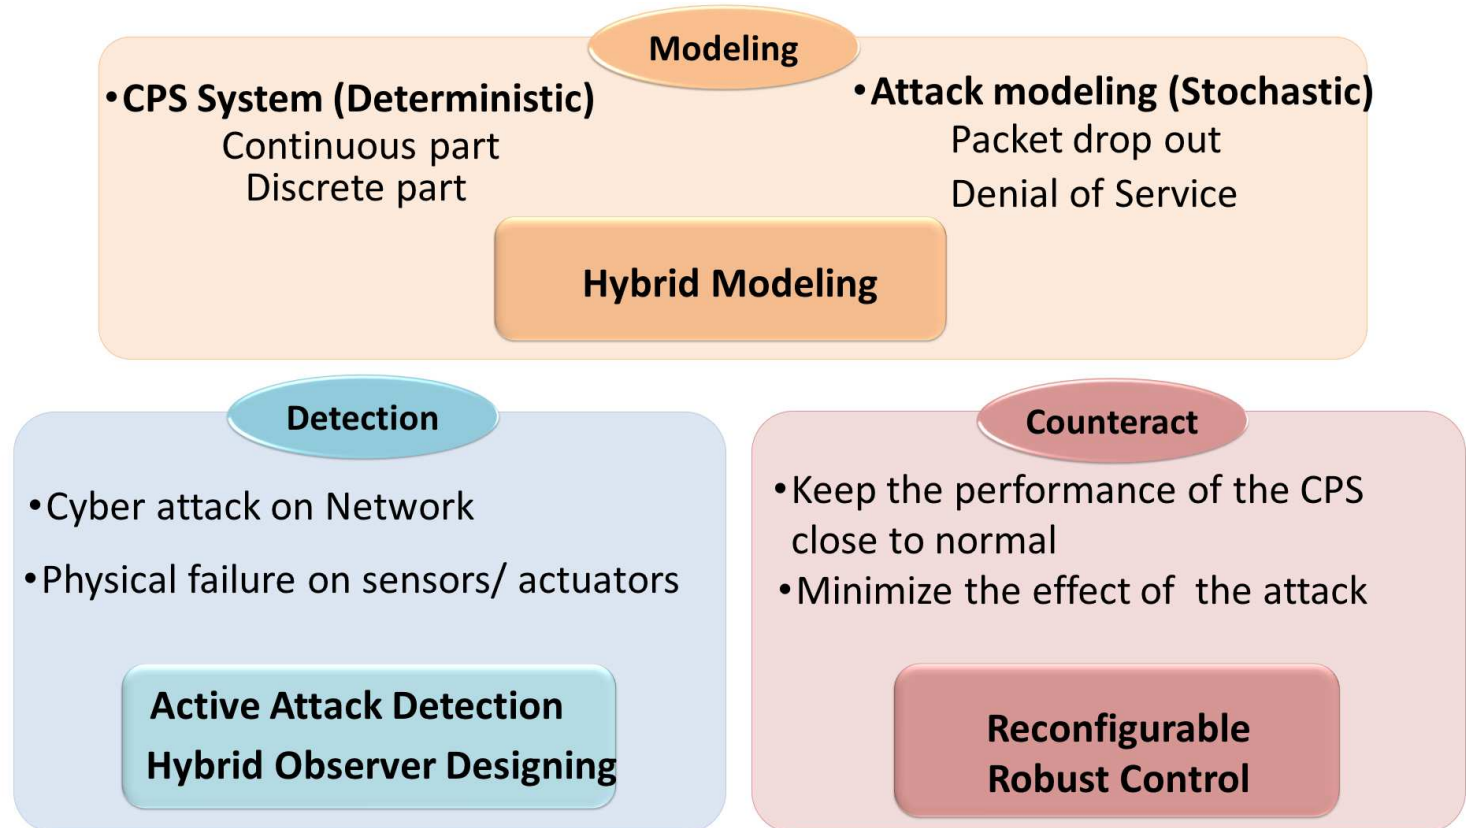 Modeling
•CPS System (Deterministic)
Continuous part
Discrete part
•Attack modeling (Stochastic)
Packet drop out
Denial of Service
Hybrid Modeling
Detection
•Cyber attack on Network
•Physical failure on sensors/ actuators
Active Attack Detection
Hybrid Observer Designing
Counteract
•Keep the performance of the CPS
close to normal
•Minimize the effect of  the attack
Reconfigurable
Robust Control